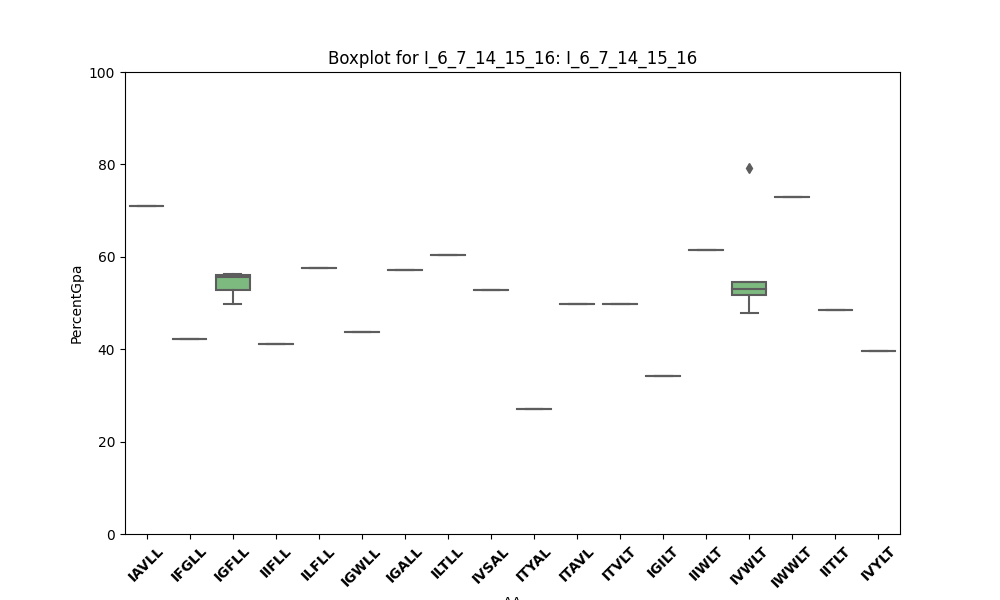 Boxplot for I_6_7_14_15_16: I_6_7_14_15_16
100
80
60
40
20
0
PercentGpa
IAVLL
IFGLL
IGFLL
IIFLL
ILFLL
IGWLL
IGALL
ILTLL
IVSAL
ITYAL
ITAVL
ITVLT
IGILT
IIWLT
IVWLT
IWWLT
IITLT
IVYLT